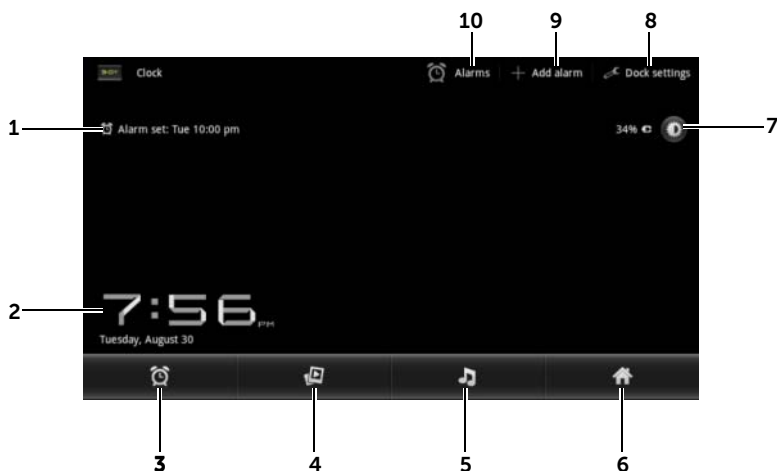 10 9 8
Clock
Alarms
Add alarm
Dock settings
1
Alarm set: Tue 10:00 pm
34%
7
2
7:56 PM
Tuesday, August 30
3 4 5 6